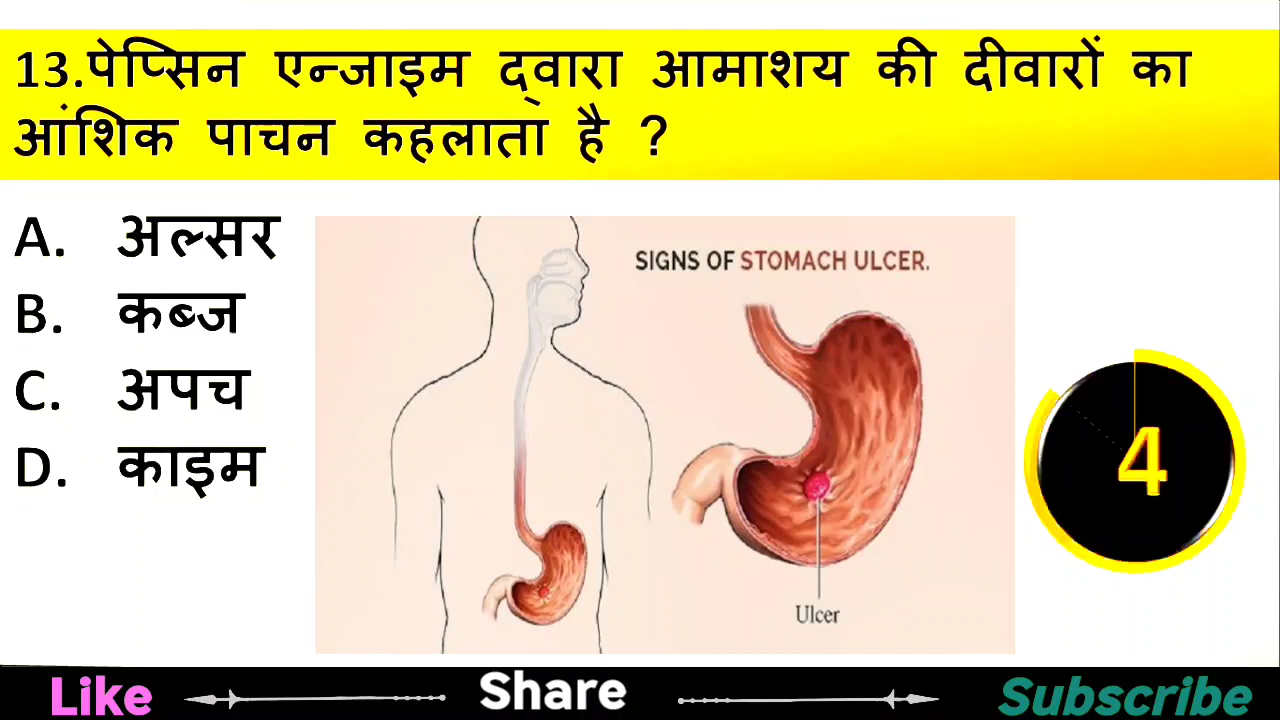 13.पेप्सिन एन्जाइम द्वारा आमाशय की दीवारों का
आंशिक पाचन कहलाता है ?
A. अल्सर
B. कब्ज
C. अपच
D. काइम
SIGNS OF STOMACH ULCER.
Ulcer
4
Like Share Subscribe